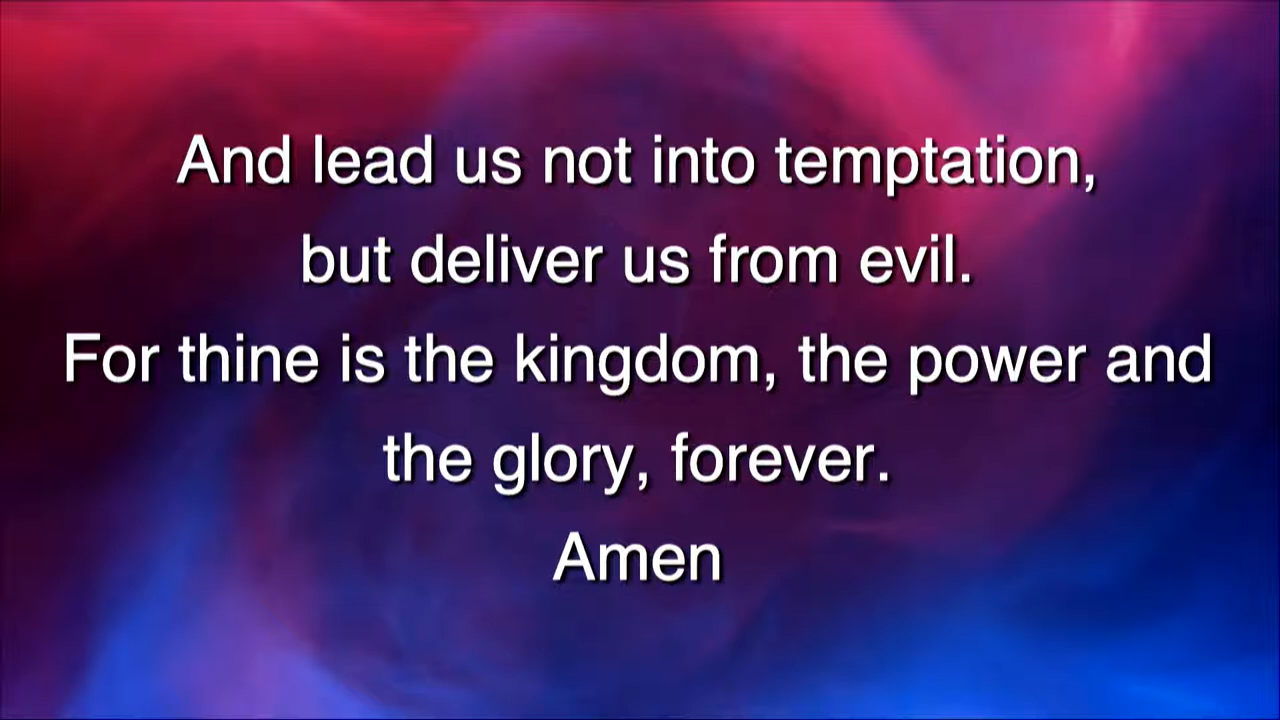 And lead us not into temptation,
but deliver us from evil.
For thine is the kingdom, the power and
the glory, forever.
Amen